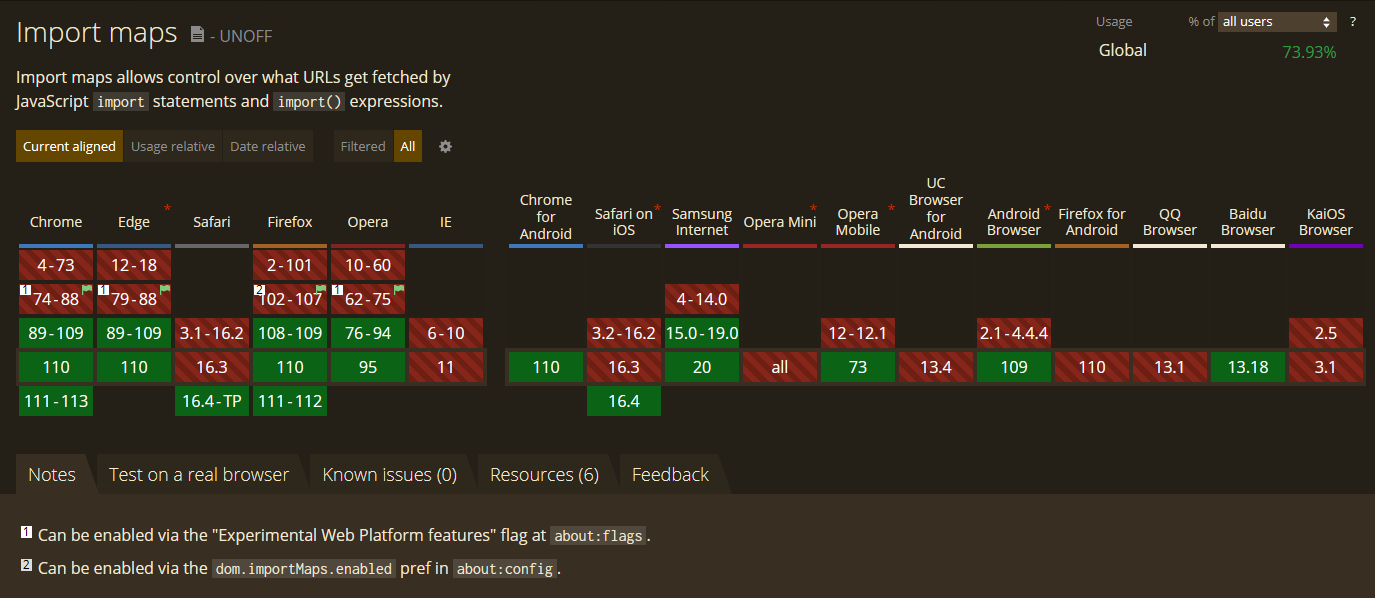 Import maps - UNOFF
Usage % of all users ?
Global 73.93%
Import maps allows control over what URLs get fetched by
JavaScript import statements and import() expressions.
Current aligned Usage relative Date relative Filtered All
Chrome Edge * Safari Firefox Opera IE
Chrome for Android Safari on iOS * Samsung Internet Opera Mini * Opera Mobile * UC Browser for Android Android Browser * Firefox for Android QQ Browser Baidu Browser KaiOS Browser
4-73 12-18 2-101 10-60
1 74-88 1 79-88 2 102-107 1 62-75 4-14.0
89-109 89-109 3.1-16.2 108-109 76-94 6-10 3.2-16.2 15.0-19.0 12-12.1 2.1-4.4.4 2.5
110 110 16.3 110 95 11 110 16.3 20 all 73 13.4 109 110 13.1 13.18 3.1
111-113 16.4-TP 111-112 16.4
Notes Test on a real browser Known issues (0) Resources (6) Feedback
1 Can be enabled via the "Experimental Web Platform features" flag at about:flags.
2 Can be enabled via the dom.importMaps.enabled pref in about:config.